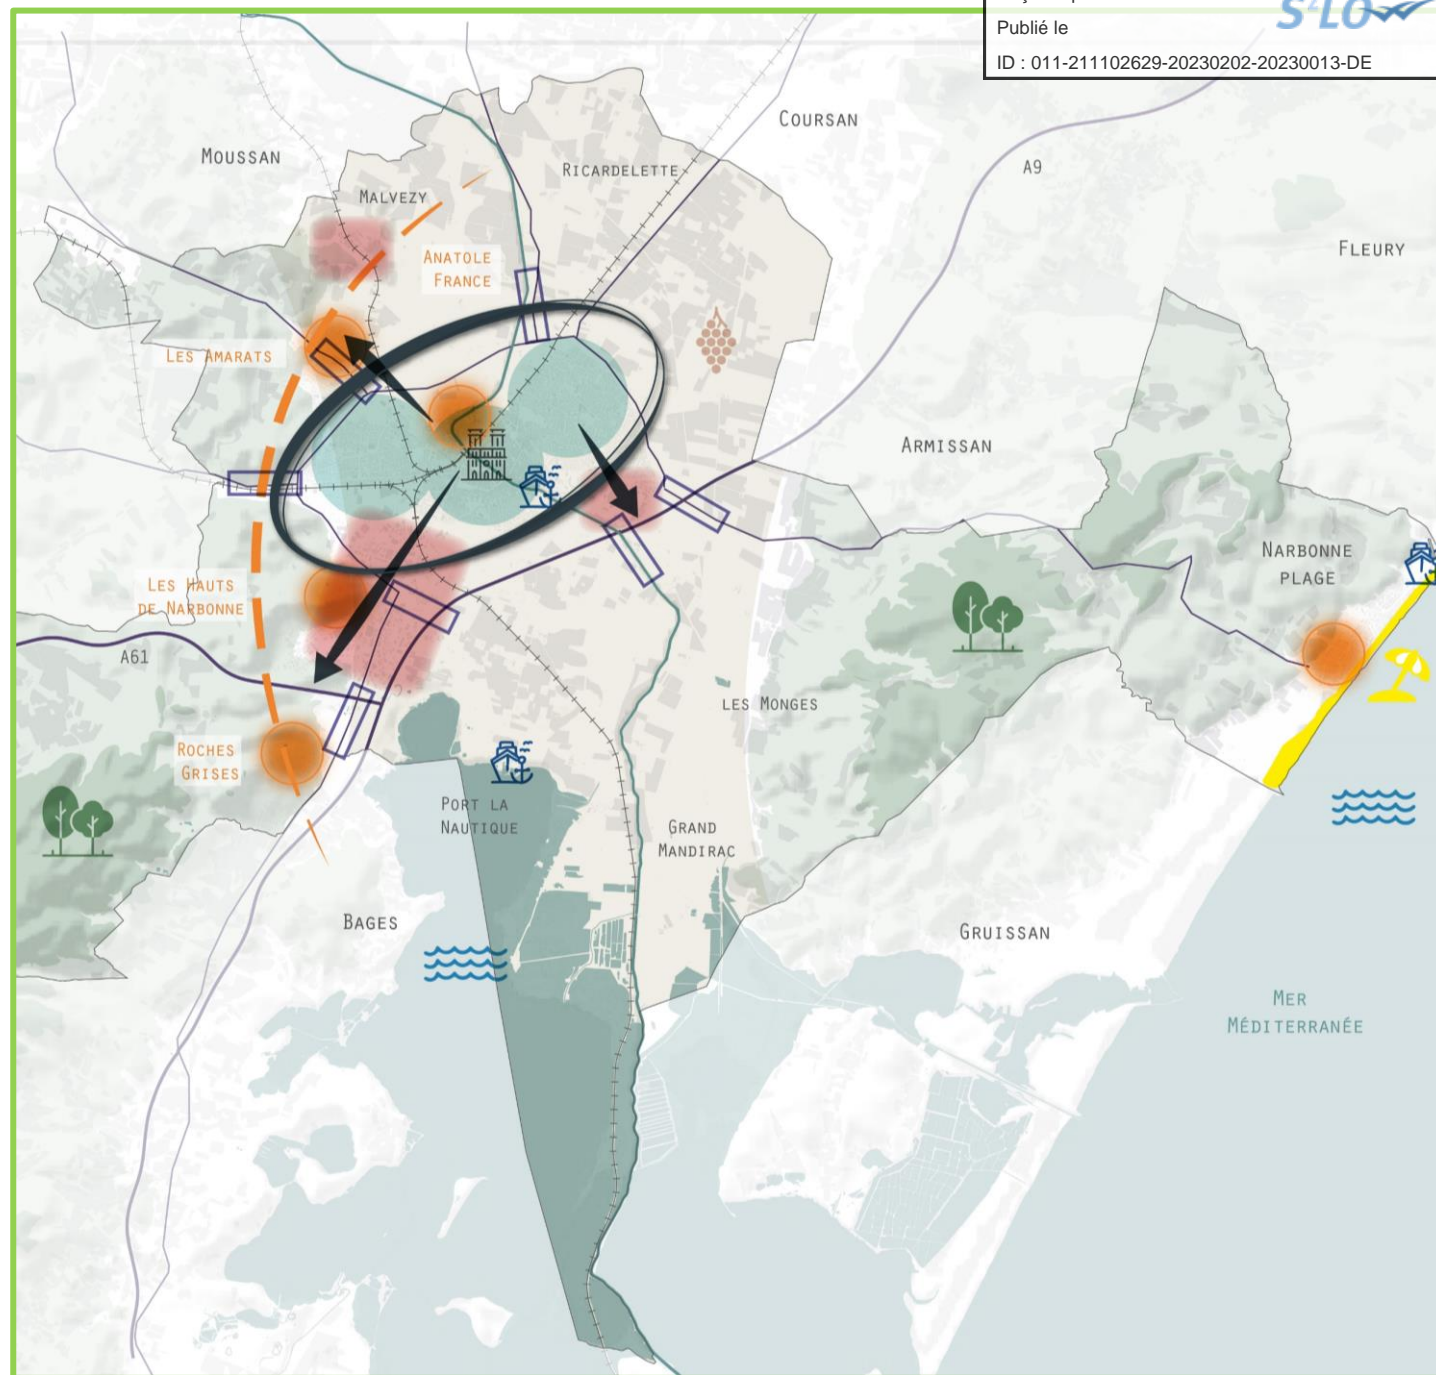 S²LO
Publié le
ID : 011-211102629-20230202-20230013-DE
COURSAN
MOUSSAN
RICARDELETTE
A9
MALVEZY
FLEURY
ANATOLE
FRANCE
LES AMARATS
ARMISSAN
NARBONNE
PLAGE
LES HAUTS
DE NARBONNE
A61
LES MONGES
ROCHES
GRISES
PORT LA
NAUTIQUE
GRAND
MANDIRAC
BAGES
GRUISSAN
MER
MÉDITERRANÉE